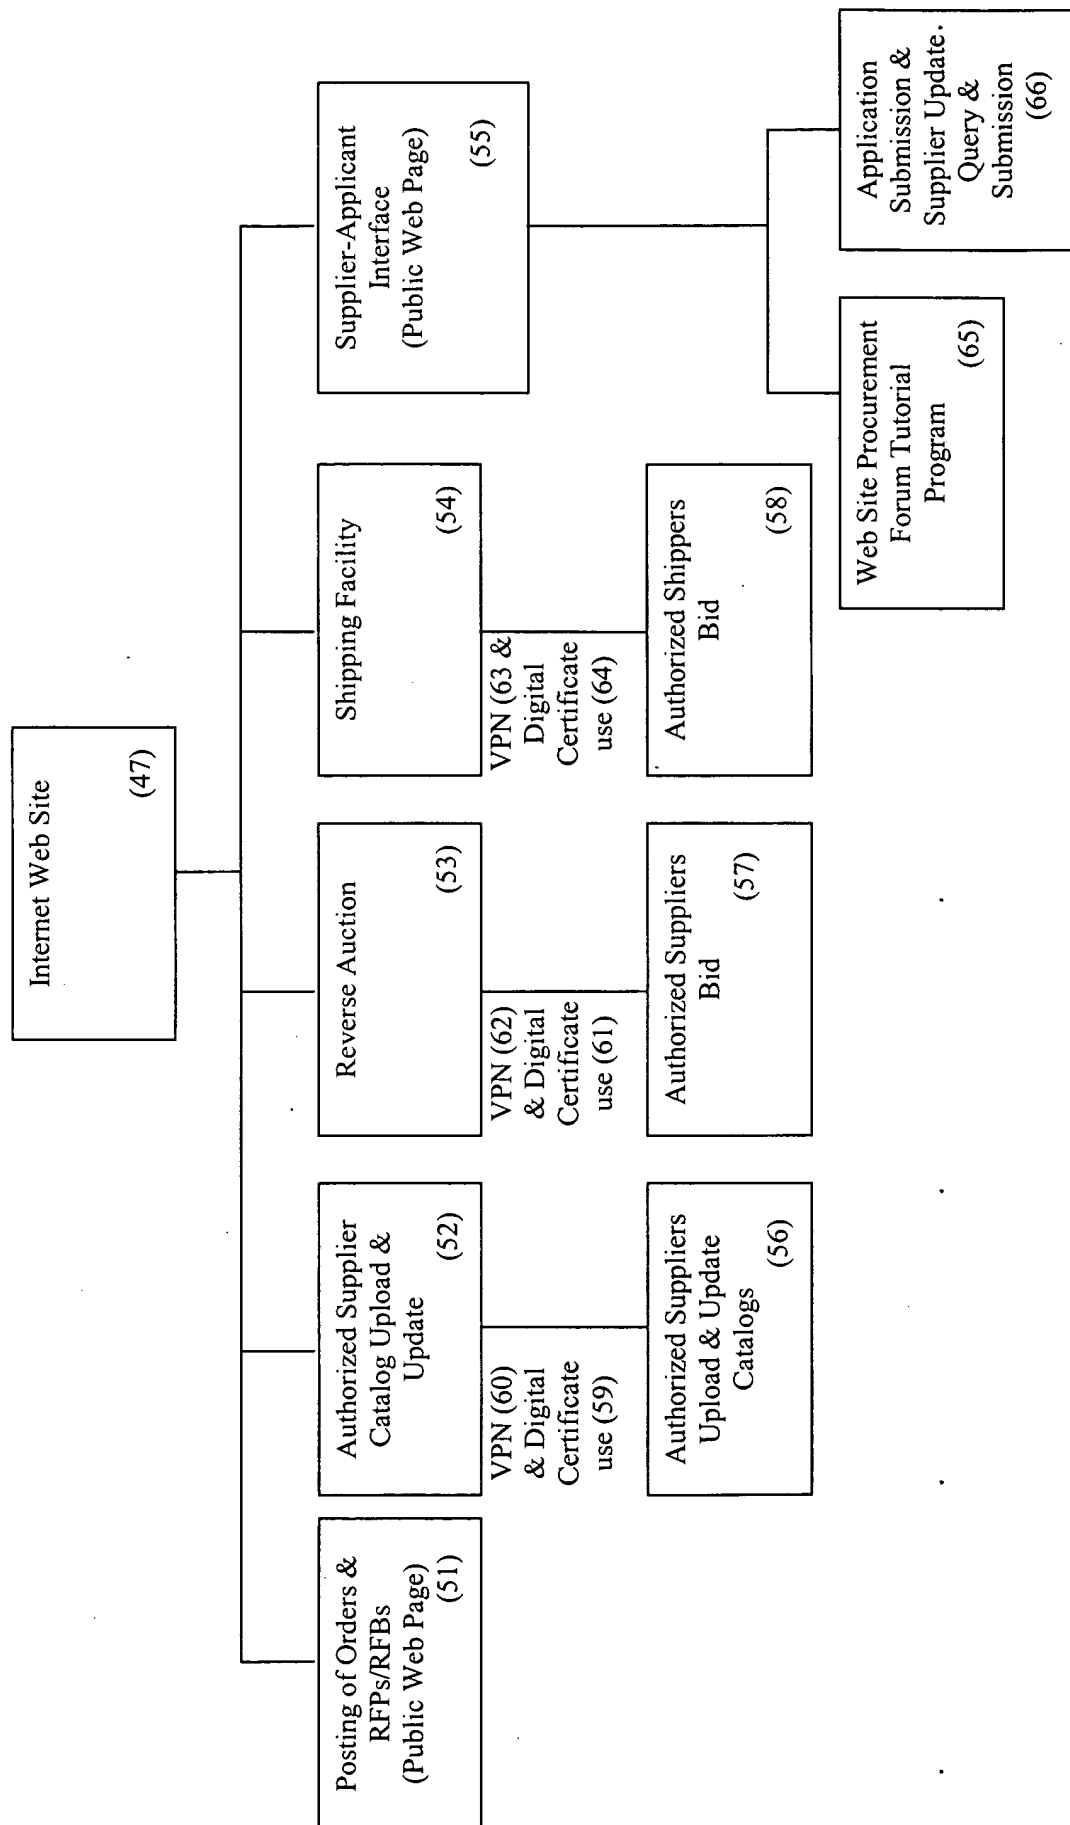 Internet Web Site
(47)
Posting of Orders &
RFPs/RFBs
(Public Web Page)
(51)
Authorized Supplier
Catalog Upload &
Update
(52)
Reverse Auction
(53)
Shipping Facility
(54)
Supplier-Applicant
Interface
(Public Web Page)
(55)
VPN (60)
& Digital
Certificate
use (59)
VPN (62)
& Digital
Certificate
use (61)
VPN (63 &
Digital
Certificate
use (64)
Authorized Suppliers
Upload & Update
Catalogs
(56)
Authorized Suppliers
Bid
(57)
Authorized Shippers
Bid
(58)
Web Site Procurement
Forum Tutorial
Program
(65)
Application
Submission &
Supplier Update.
Query &
Submission
(66)